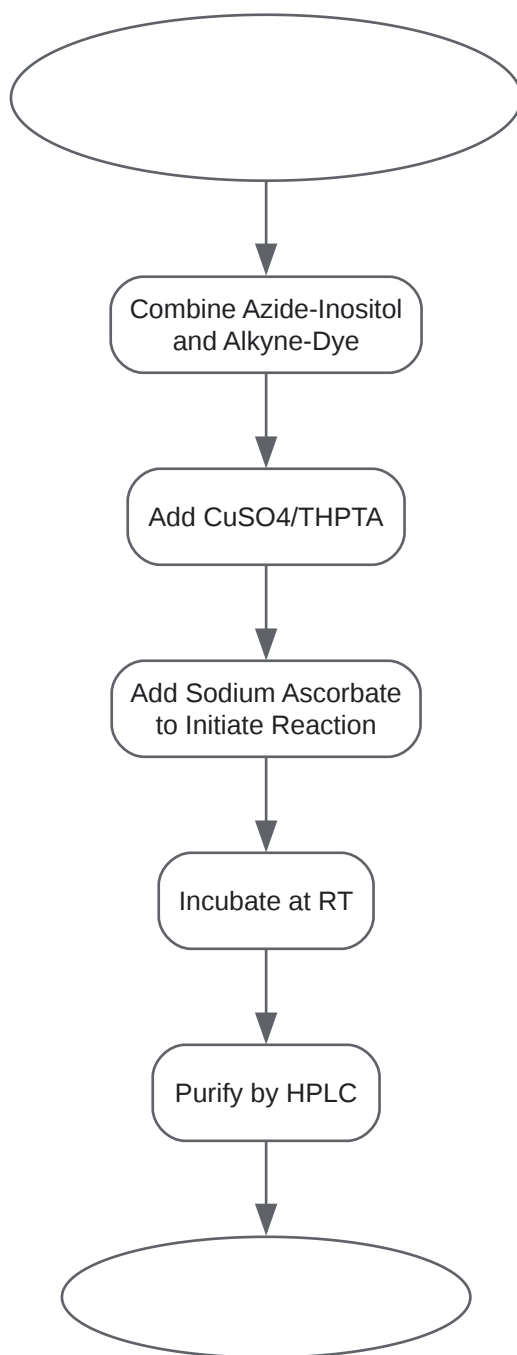 Combine Azide-Inositol
and Alkyne-Dye
Add CuSO4/THPTA
Add Sodium Ascorbate
to Initiate Reaction
Incubate at RT
Purify by HPLC